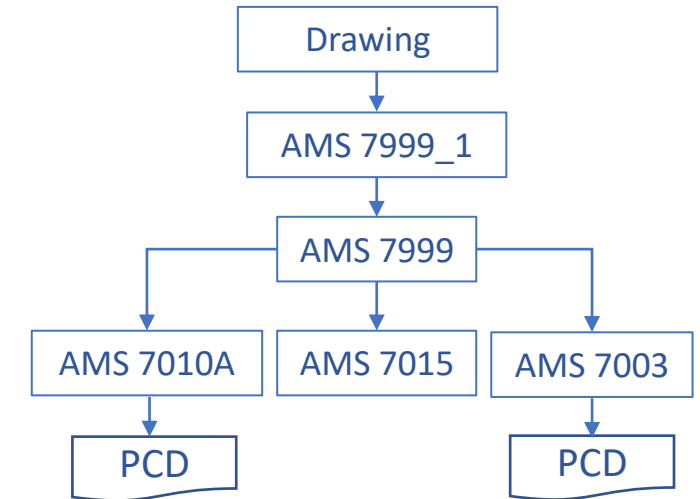 Drawing
AMS 7999_1
AMS 7999
AMS 7010A
AMS 7015
AMS 7003
PCD
PCD